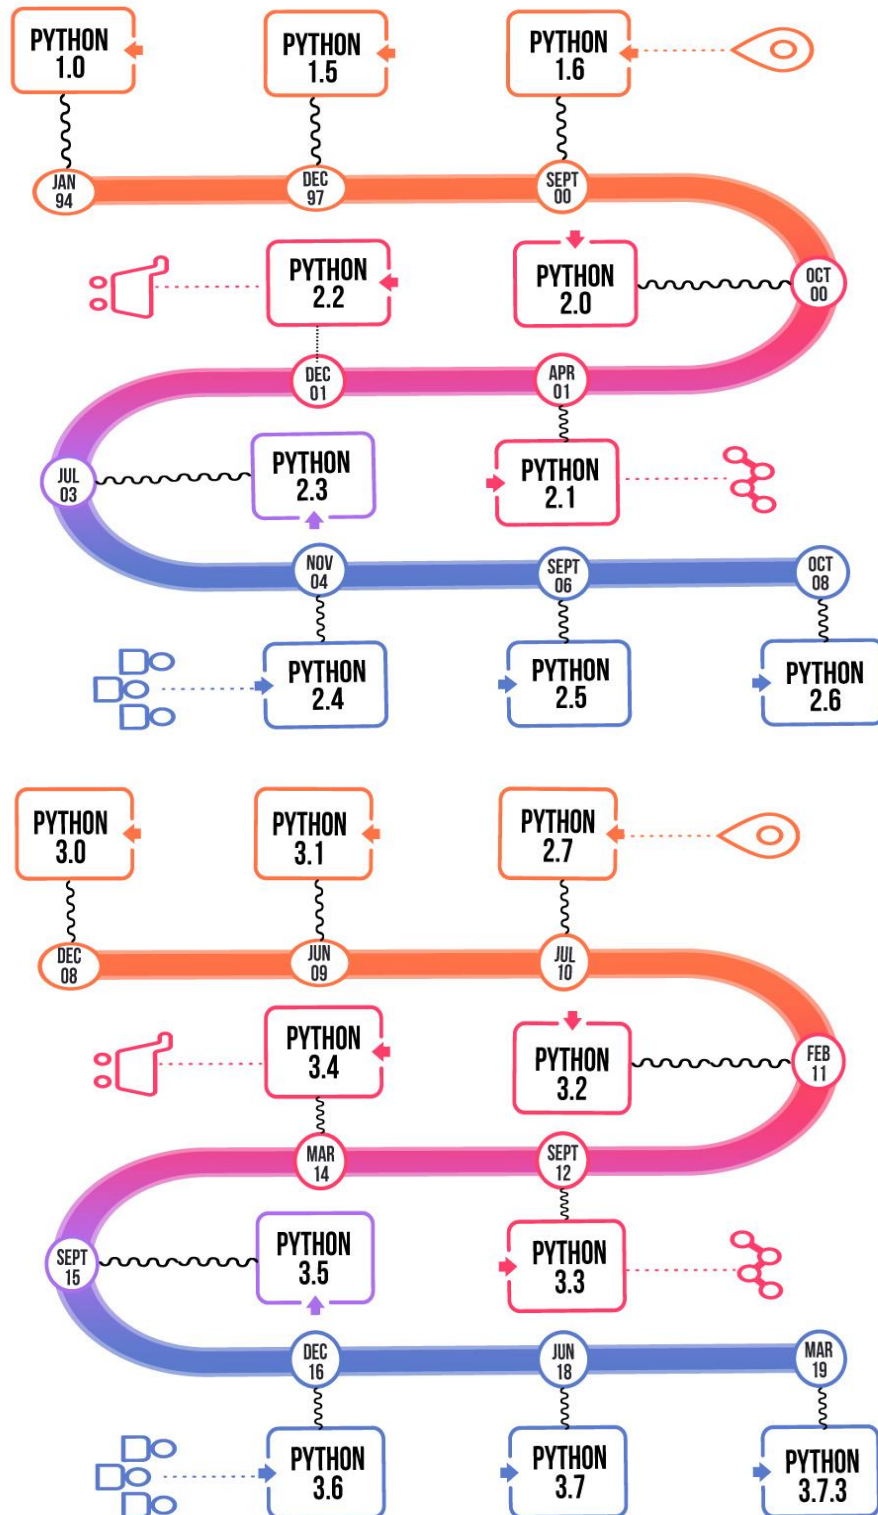 PYTHON
1.0
PYTHON
1.5
PYTHON
1.6
JAN
94
DEC
97
SEPT
00
PYTHON
2.2
PYTHON
2.0
OCT
00
DEC
01
APR
01
JUL
03
PYTHON
2.3
PYTHON
2.1
NOV
04
SEPT
06
OCT
08
PYTHON
2.4
PYTHON
2.5
PYTHON
2.6
PYTHON
3.0
PYTHON
3.1
PYTHON
2.7
DEC
08
JUN
09
JUL
10
PYTHON
3.4
PYTHON
3.2
FEB
11
MAR
14
SEPT
12
SEPT
15
PYTHON
3.5
PYTHON
3.3
DEC
16
JUN
18
MAR
19
PYTHON
3.6
PYTHON
3.7
PYTHON
3.7.3